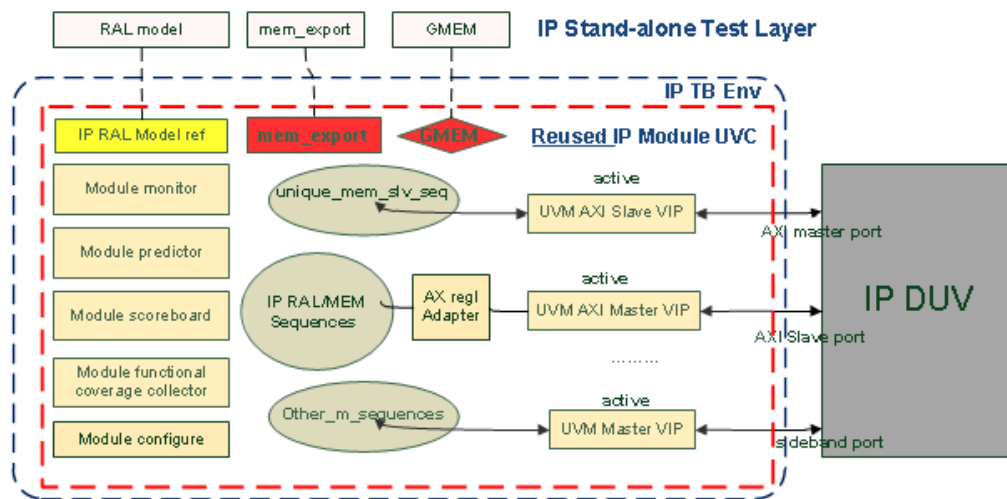 RAL model
mem_export
GMEM
IP Stand-alone Test Layer
IP TB Env
IP RAL Model ref
mem_export
GMEM
Reused IP Module UVC
Module monitor
unique_mem_slv_seq
active
UVM AXI Slave VIP
AXI master port
Module predictor
IP RAL/MEM
Sequences
AX regl
Adapter
active
UVM AXI Master VIP
AXI Slave port
IP DUV
Module scoreboard
.........
Module functional
coverage collector
Other_m_sequences
active
UVM Master VIP
sideband port
Module configure